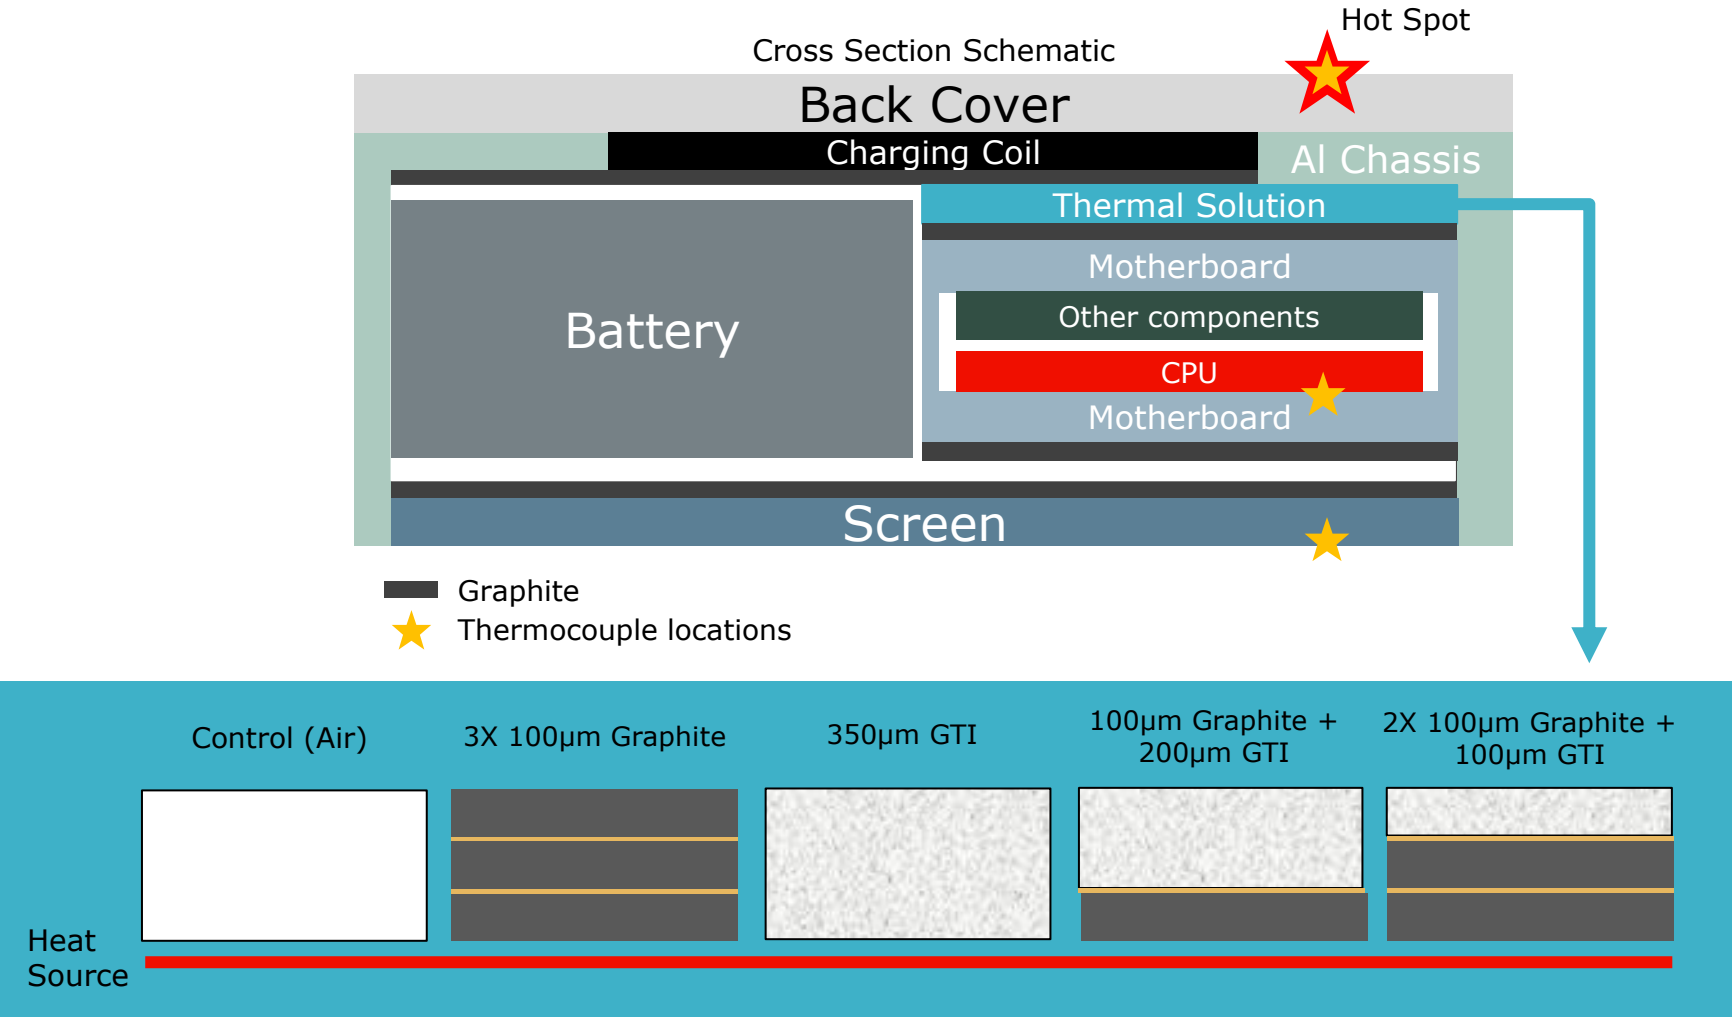 Hot Spot
Cross Section Schematic
Back Cover
Charging Coil
Al Chassis
Thermal Solution
Motherboard
Other components
Battery
CPU
Motherboard
Screen
Graphite
Thermocouple locations
Control (Air)
3X 100µm Graphite
350µm GTI
100µm Graphite +
200µm GTI
2X 100µm Graphite +
100µm GTI
Heat
Source